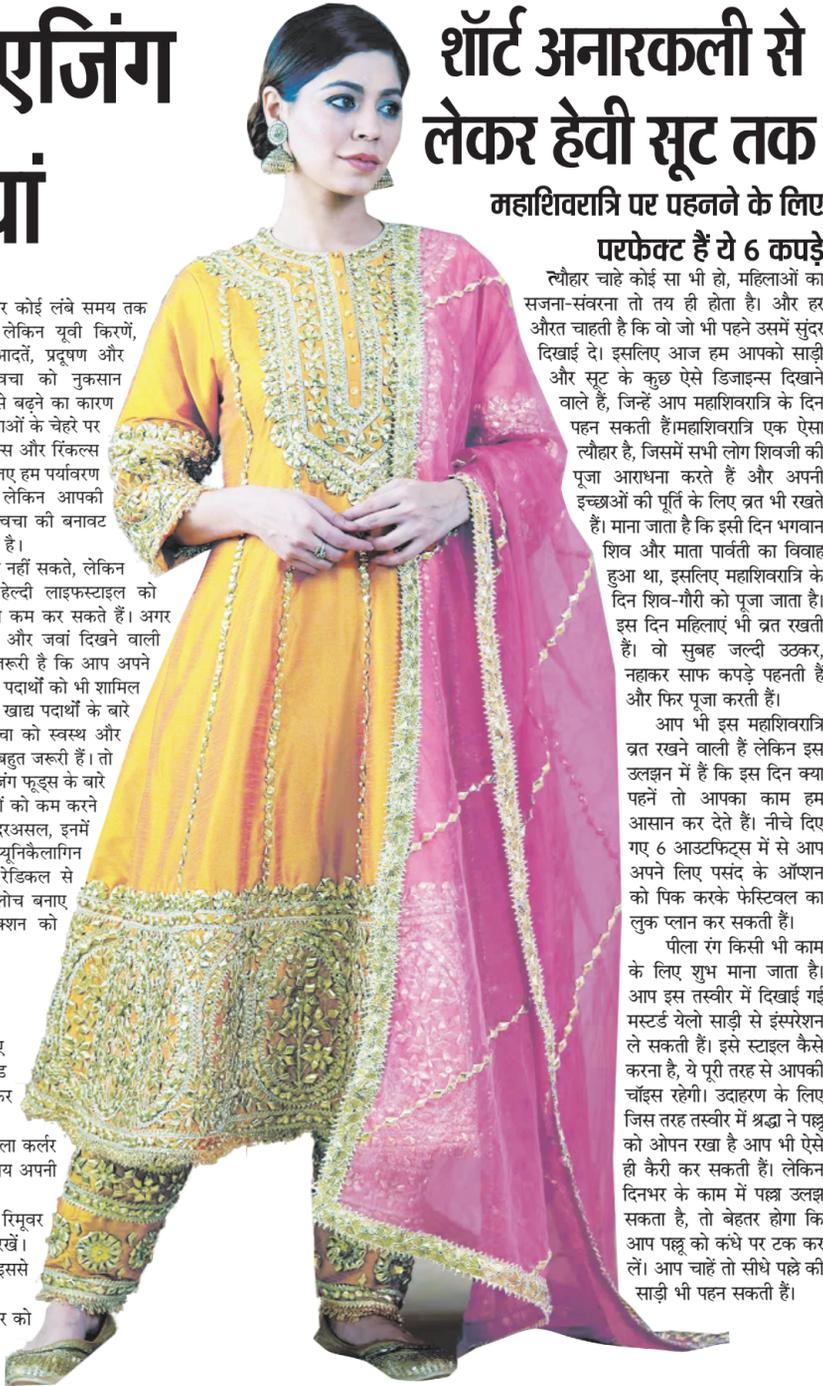 एजिंग
यां
र कोई लंबे समय तक
लेकिन यूवी किरणें,
आदतें, प्रदूषण और
वचा को नुकसान
से बढ़ने का कारण
ाओं के चेहरे पर
स और रिंकल्स
नए हम पर्यावरण
लेकिन आपकी
वचा की बनावट
है।
नहीं सकते, लेकिन
हेल्दी लाइफस्टाइल को
कम कर सकते हैं। अगर
और जवां दिखने वाली
जरूरी है कि आप अपने
पदार्थों को भी शामिल
खाद्य पदार्थों के बारे
चा को स्वस्थ और
बहुत जरूरी हैं। तो
जंग फूड्स के बारे
ं को कम करने
दरअसल, इनमें
यूनिकैलागिन
रेडिकल से
लोच बनाए
क्शन को
ए
ड
कर
ला कर्लर
य अपनी
रिमूवर
रखें।
इससे
र को
शॉर्ट अनारकली से
लेकर हेवी सूट तक
महाशिवरात्रि पर पहनने के लिए
परफेक्ट हैं ये 6 कपड़े
त्यौहार चाहे कोई सा भी हो, महिलाओं का
सजना-संवरना तो तय ही होता है। और हर
औरत चाहती है कि वो जो भी पहने उसमें सुंदर
दिखाई दे। इसलिए आज हम आपको साड़ी
और सूट के कुछ ऐसे डिजाइन्स दिखाने
वाले हैं, जिन्हें आप महाशिवरात्रि के दिन
पहन सकती हैं।महाशिवरात्रि एक ऐसा
त्यौहार है, जिसमें सभी लोग शिवजी की
पूजा आराधना करते हैं और अपनी
इच्छाओं की पूर्ति के लिए व्रत भी रखते
हैं। माना जाता है कि इसी दिन भगवान
शिव और माता पार्वती का विवाह
हुआ था, इसलिए महाशिवरात्रि के
दिन शिव-गौरी को पूजा जाता है।
इस दिन महिलाएं भी व्रत रखती
हैं। वो सुबह जल्दी उठकर,
नहाकर साफ कपड़े पहनती हैं
और फिर पूजा करती हैं।
आप भी इस महाशिवरात्रि
व्रत रखने वाली हैं लेकिन इस
उलझन में हैं कि इस दिन क्या
पहनें तो आपका काम हम
आसान कर देते हैं। नीचे दिए
गए 6 आउटफिट्स में से आप
अपने लिए पसंद के ऑप्शन
को पिक करके फेस्टिवल का
लुक प्लान कर सकती हैं।
पीला रंग किसी भी काम
के लिए शुभ माना जाता है।
आप इस तस्वीर में दिखाई गई
मस्टर्ड येलो साड़ी से इंस्परेशन
ले सकती हैं। इसे स्टाइल कैसे
करना है, ये पूरी तरह से आपकी
चॉइस रहेगी। उदाहरण के लिए
जिस तरह तस्वीर में श्रद्धा ने पल्लू
को ओपन रखा है आप भी ऐसे
ही कैरी कर सकती हैं। लेकिन
दिनभर के काम में पल्ला उलझ
सकता है, तो बेहतर होगा कि
आप पल्लू को कंधे पर टक कर
लें। आप चाहें तो सीधे पल्ले की
साड़ी भी पहन सकती हैं।